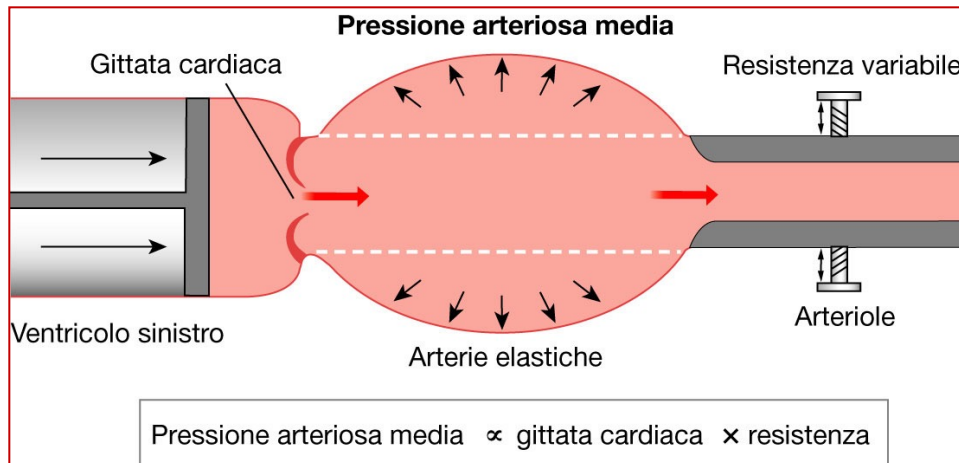 Pressione arteriosa media
Gittata cardiaca
Resistenza variabile
Ventricolo sinistro
Arterie elastiche
Arteriole
Pressione arteriosa media ∝ gittata cardiaca × resistenza